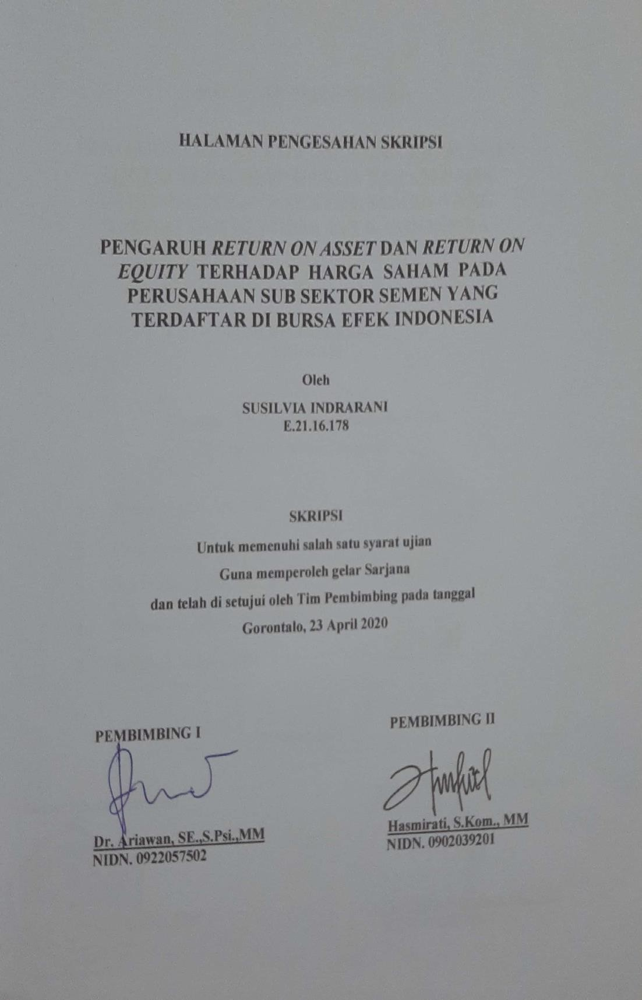 HALAMAN PENGESAHAN SKRIPSI
PENGARUH RETURN ON ASSET DAN RETURN ON
EQUITY TERHADAP HARGA SAHAM PADA
PERUSAHAAN SUB SEKTOR SEMEN YANG
TERDAFTAR DI BURSA EFEK INDONESIA
Oleh
SUSILVIA INDRARANI
E.21.16.178
SKRIPSI
Untuk memenuhi salah satu syarat ujian
Guna memperoleh gelar Sarjana
dan telah di setujui oleh Tim Pembimbing pada tanggal
Gorontalo, 23 April 2020
PEMBIMBING I
Dr. Ariawan, SE.,S.Psi.,MM
NIDN. 0922057502
PEMBIMBING II
Hasmirati, S.Kom., MM
NIDN. 0902039201